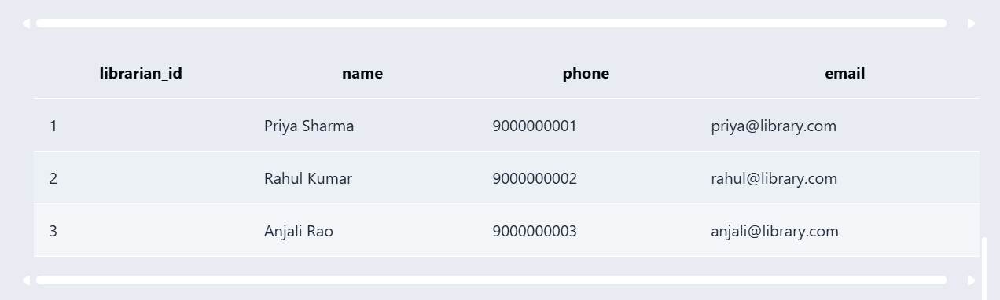 librarian_id name phone email
1 Priya Sharma 9000000001 priya@library.com
2 Rahul Kumar 9000000002 rahul@library.com
3 Anjali Rao 9000000003 anjali@library.com